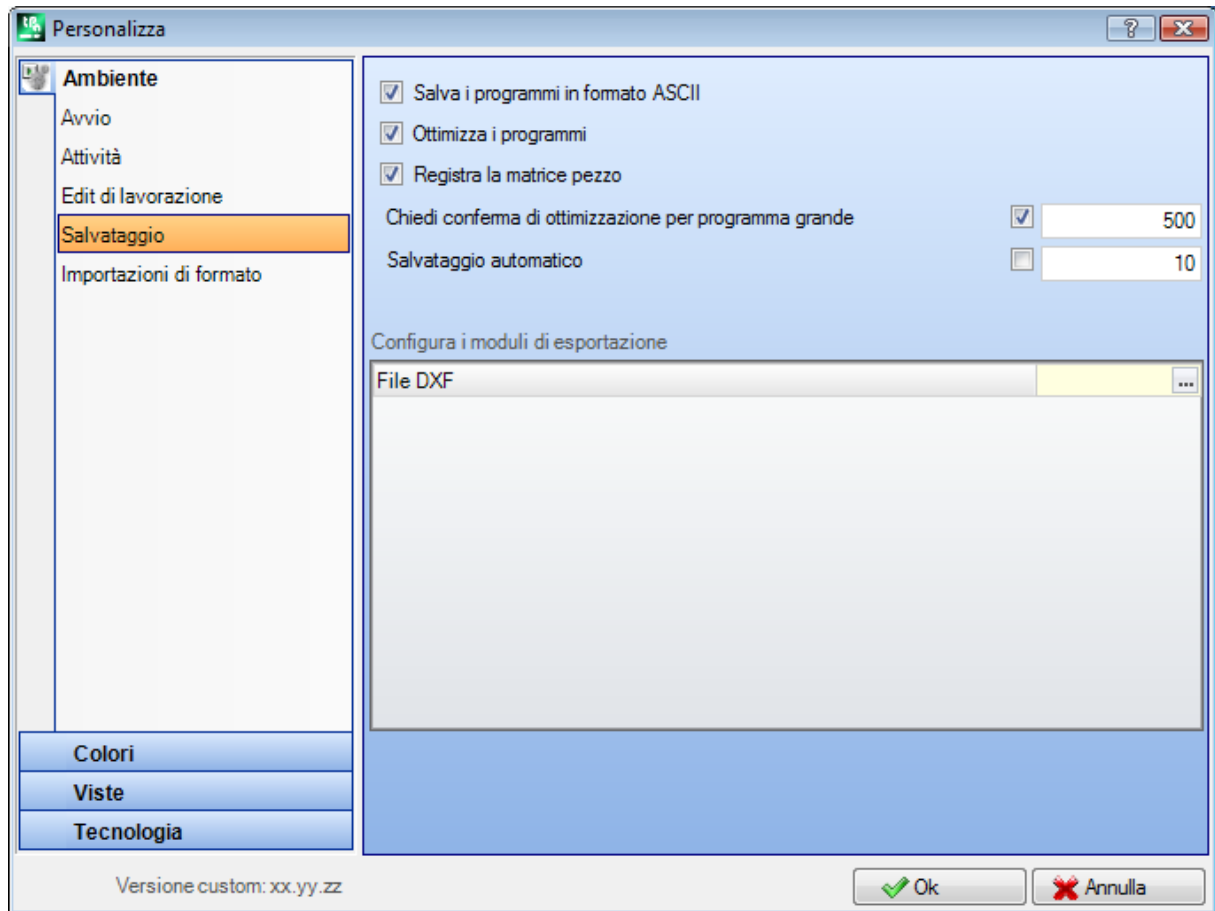 Personalizza
Ambiente
Avvio
Attività
Edit di lavorazione
Salvataggio
Importazioni di formato
Colori
Viste
Tecnologia
Salva i programmi in formato ASCII
Ottimizza i programmi
Registra la matrice pezzo
Chiedi conferma di ottimizzazione per programma grande 500
Salvataggio automatico 10
Configura i moduli di esportazione
File DXF ...
Versione custom: xx.yy.zz
Ok
Annulla